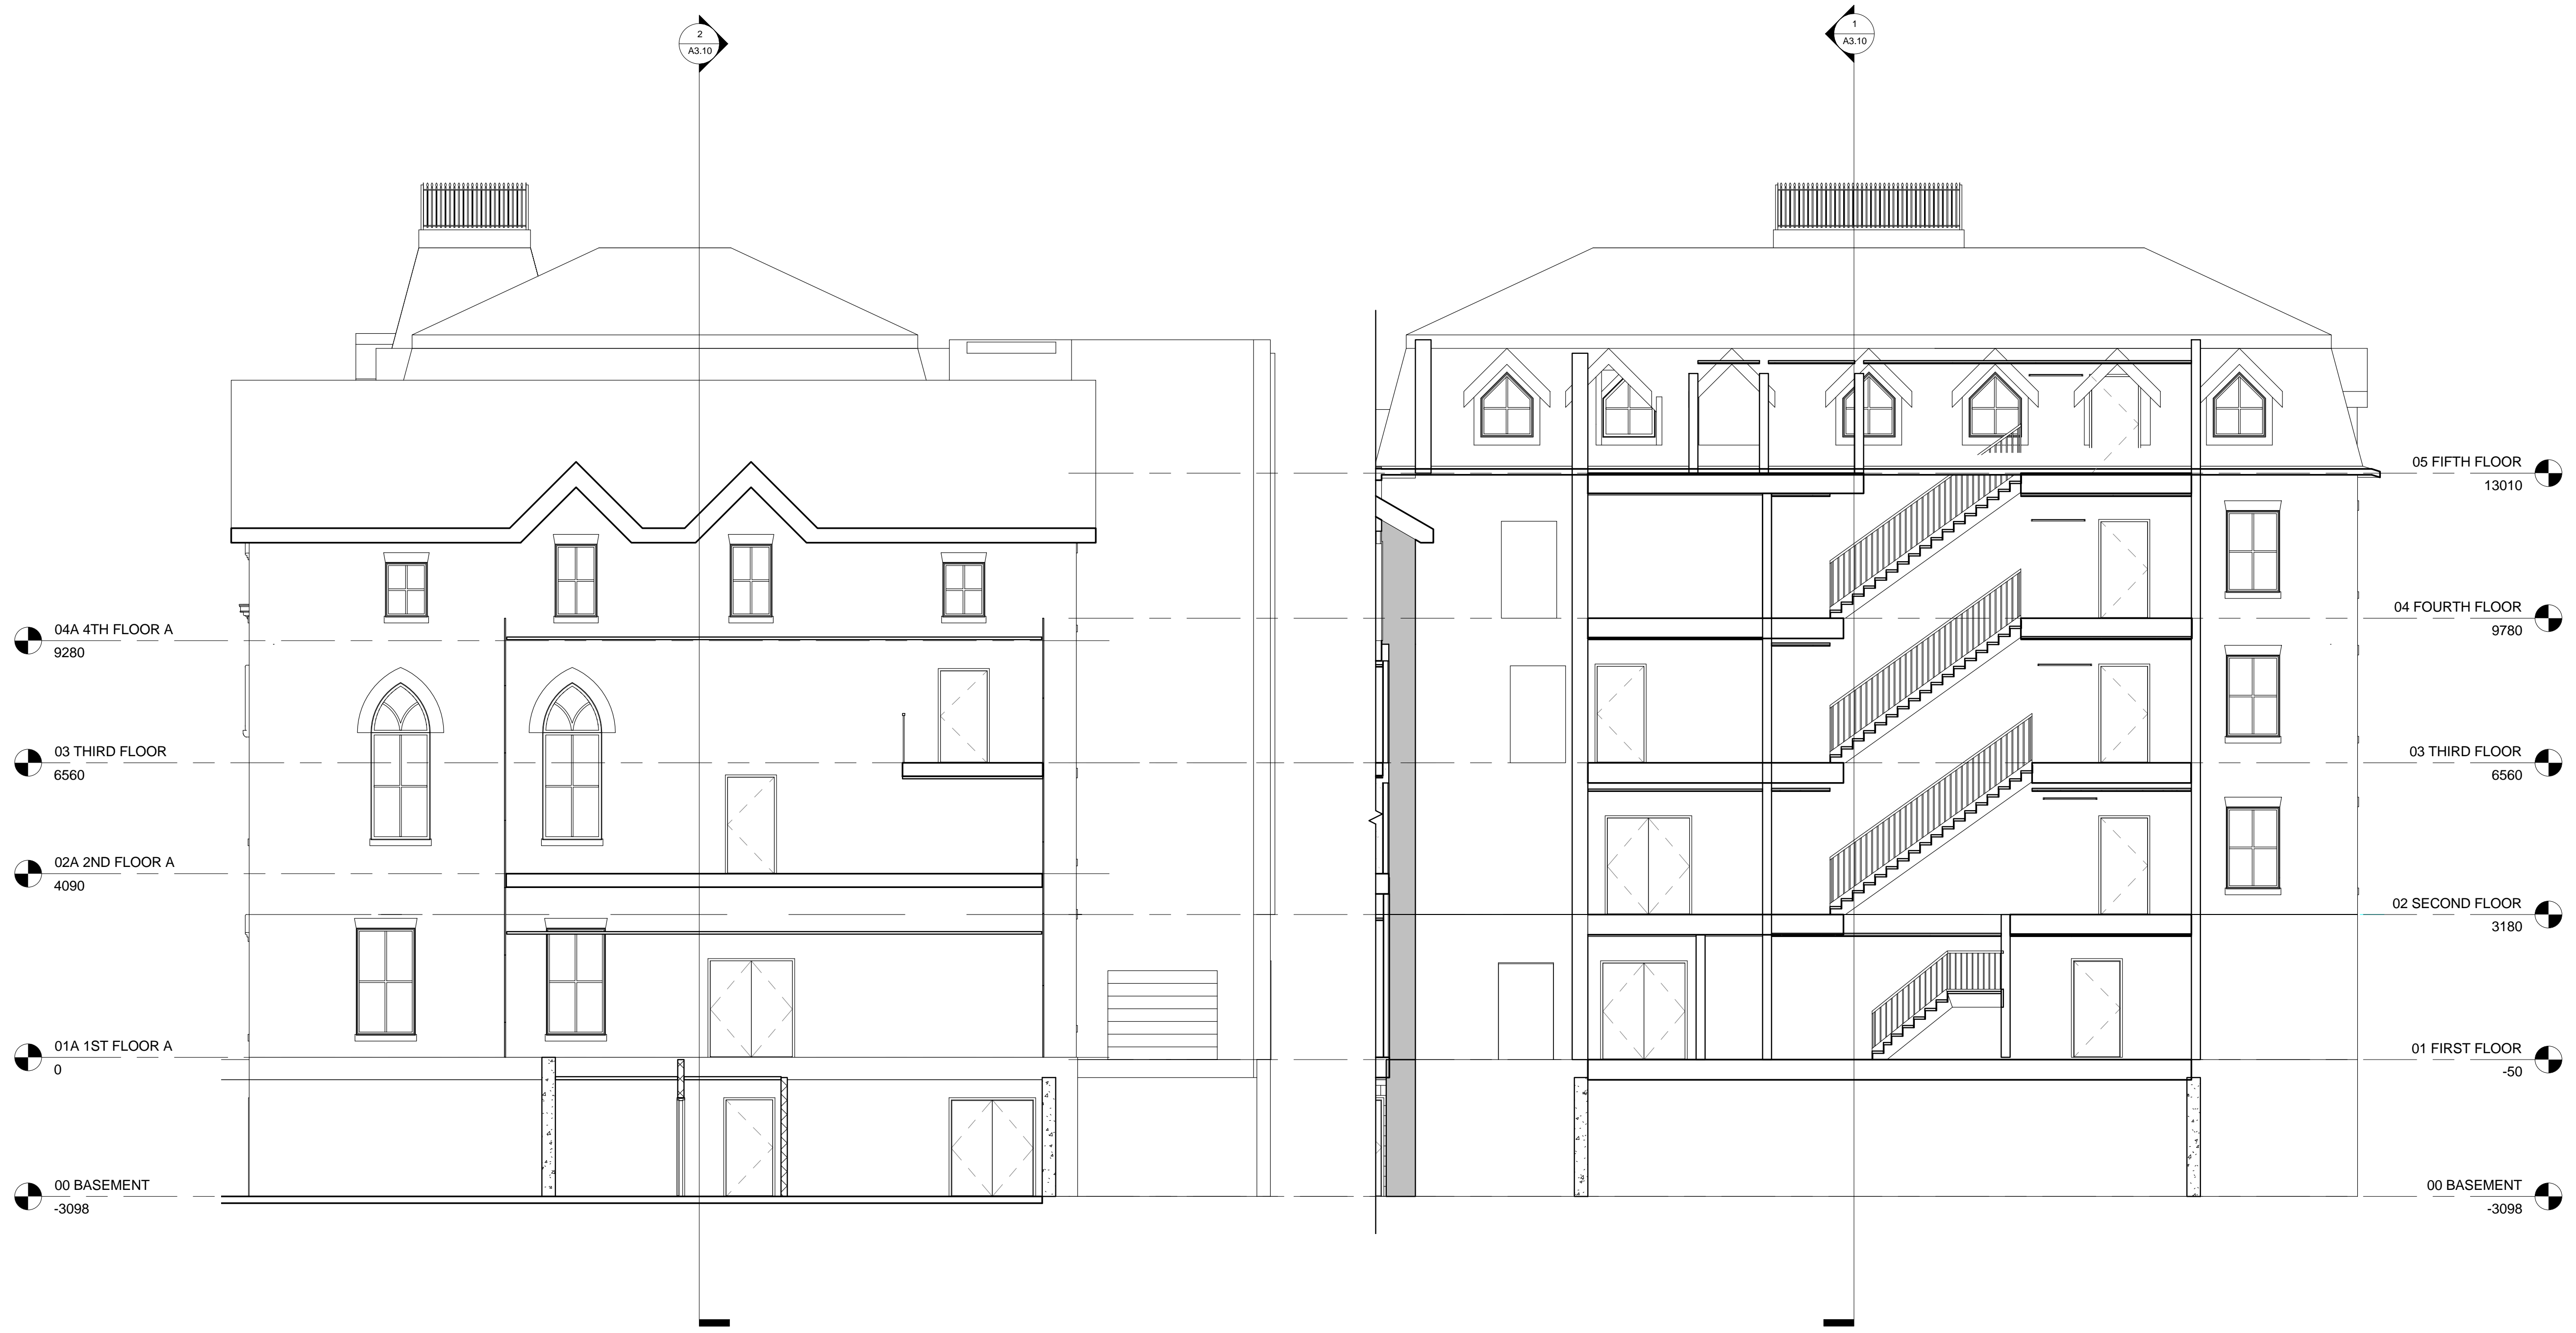 2
A3.10
1
A3.10
04A 4TH FLOOR A
9280
03 THIRD FLOOR
6560
02A 2ND FLOOR A
4090
01A 1ST FLOOR A
0
00 BASEMENT
-3098
05 FIFTH FLOOR
13010
04 FOURTH FLOOR
9780
03 THIRD FLOOR
6560
02 SECOND FLOOR
3180
01 FIRST FLOOR
-50
00 BASEMENT
-3098